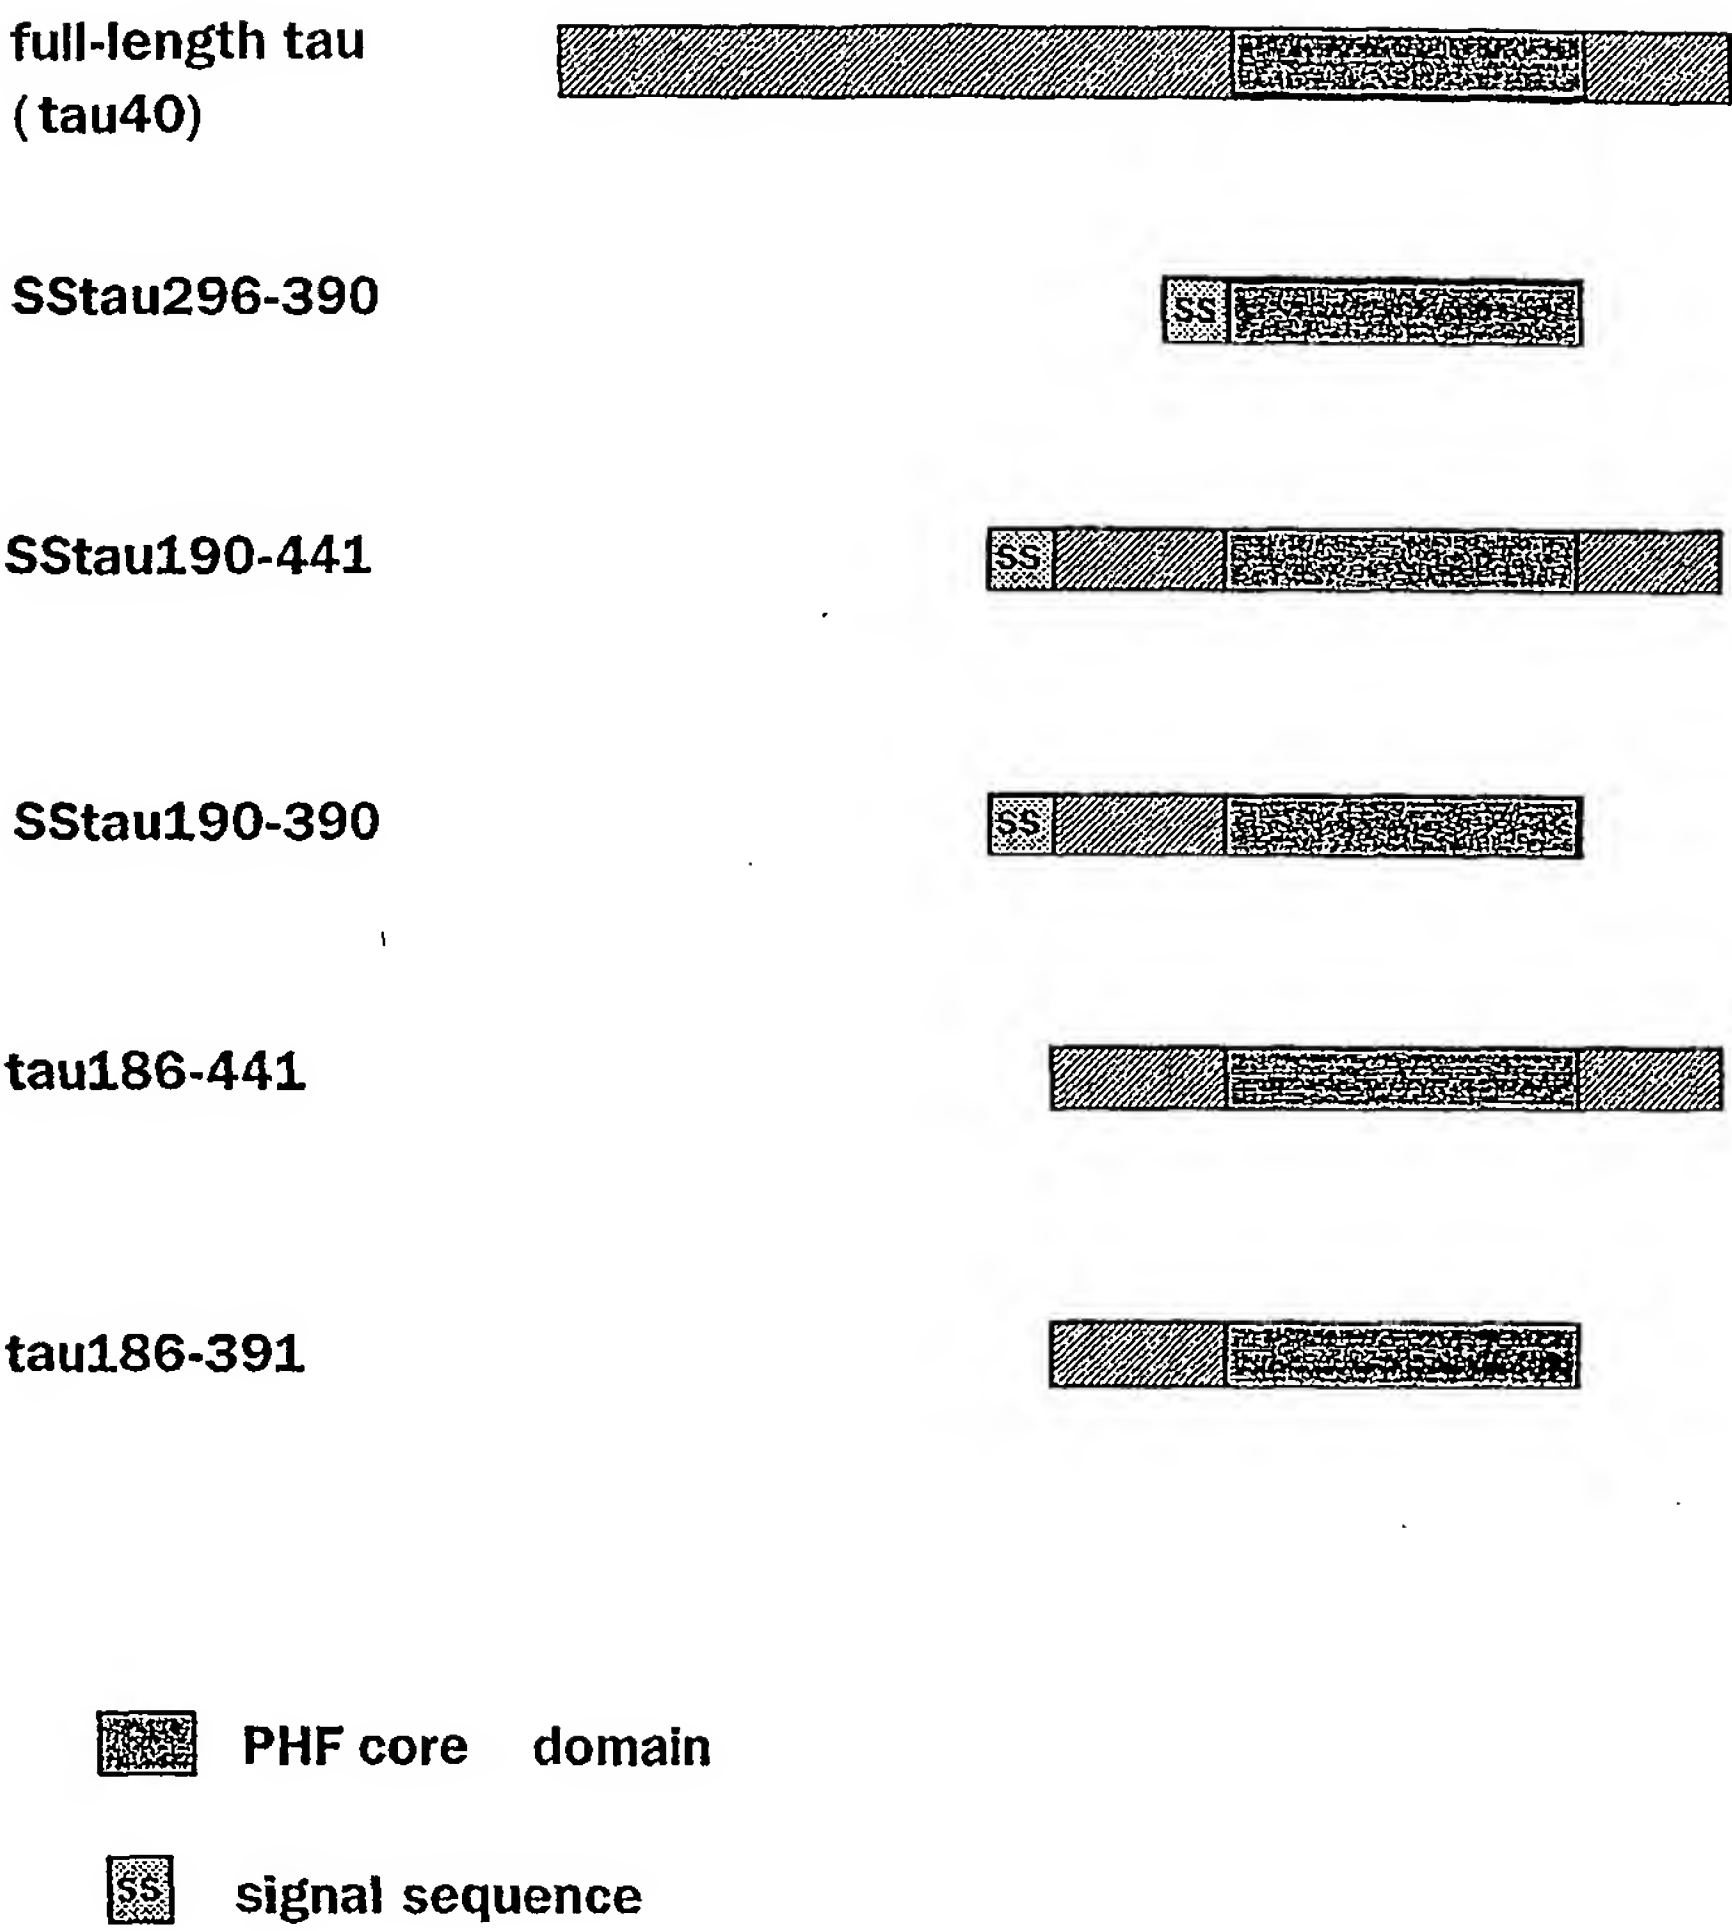 full-length tau
(tau40)
SStau296-390
SS
SStau190-441
SS
SStau190-390
SS
tau186-441
tau186-391
PHF core domain
SS signal sequence